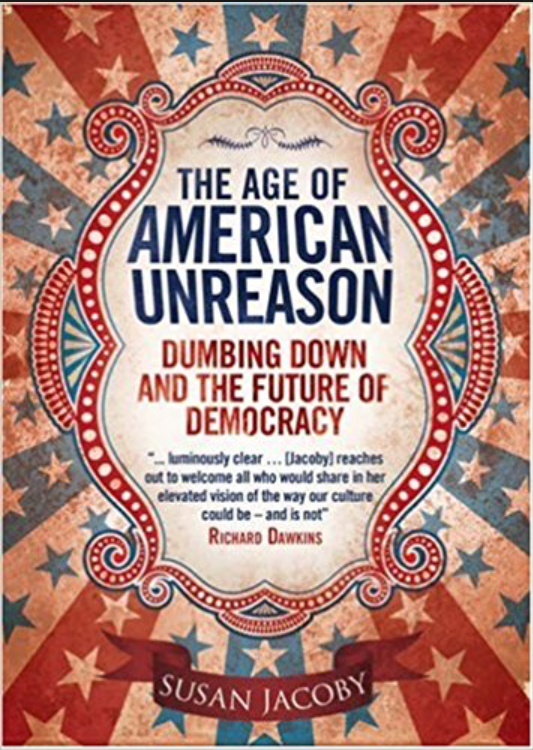 THE AGE OF
AMERICAN
UNREASON
DUMBING DOWN
AND THE FUTURE OF
DEMOCRACY
"... luminously clear ... [Jacoby] reaches
out to welcome all who would share in her
elevated vision of the way our culture
could be – and is not"
RICHARD DAWKINS
SUSAN JACOBY